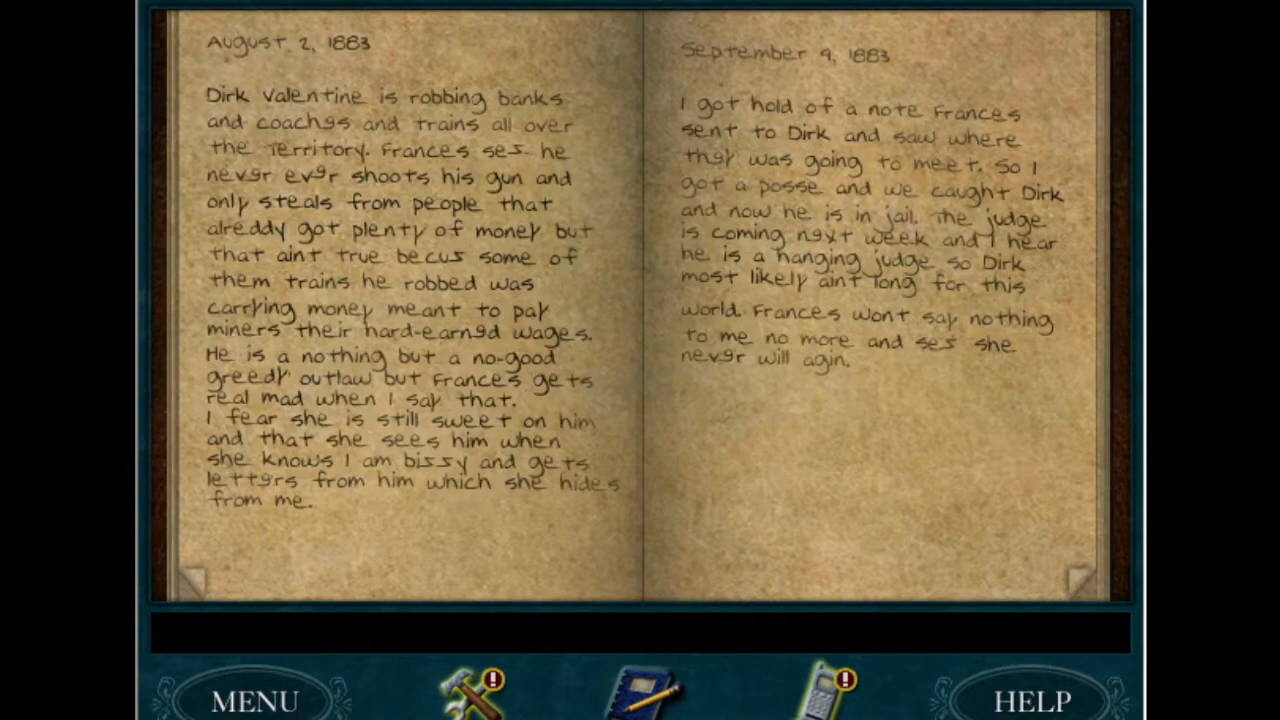 August 2, 1883
Dirk Valentine is robbing banks
and coaches and trains all over
the Territory. Frances ses he
never ever shoots his gun and
only steals from people that
alreddy got plenty of money but
that aint true becus some of
them trains he robbed was
carrying money meant to pay
miners their hard-earned wages.
He is a nothing but a no-good
greedy outlaw but Frances gets
real mad when I say that.
I fear she is still sweet on him
and that she sees him when
she knows I am bissy and gets
letters from him which she hides
from me.
September 9, 1883
I got hold of a note Frances
sent to Dirk and saw where
they was going to meet. So I
got a posse and we caught Dirk
and now he is in jail. The judge
is coming next week and I hear
he is a hanging judge so Dirk
most likely aint long for this
world. Frances wont say nothing
to me no more and ses she
never will agin.
MENU
HELP